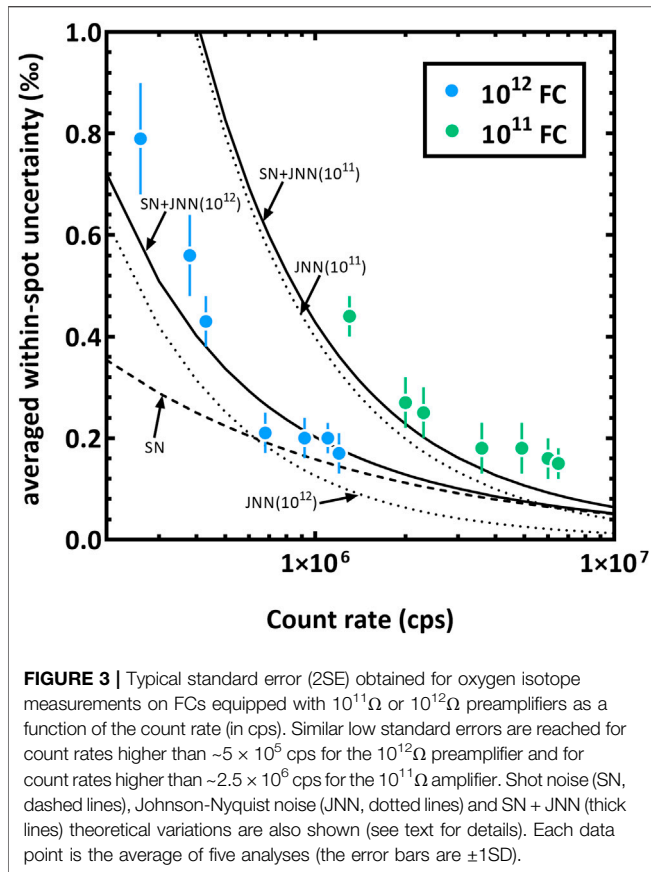 1.0
0.8
0.6
0.4
0.2
0.0
averaged within-spot uncertainty (‰)
10¹² FC
10¹¹ FC
SN+JNN(10¹¹)
SN+JNN(10¹²)
JNN(10¹¹)
SN
JNN(10¹²)
1×10⁶
1×10⁷
Count rate (cps)
FIGURE 3 | Typical standard error (2SE) obtained for oxygen isotope
measurements on FCs equipped with 10¹¹Ω or 10¹²Ω preamplifiers as a
function of the count rate (in cps). Similar low standard errors are reached for
count rates higher than ~5 × 10⁵ cps for the 10¹²Ω preamplifier and for
count rates higher than ~2.5 × 10⁶ cps for the 10¹¹Ω amplifier. Shot noise (SN,
dashed lines), Johnson-Nyquist noise (JNN, dotted lines) and SN + JNN (thick
lines) theoretical variations are also shown (see text for details). Each data
point is the average of five analyses (the error bars are ±1SD).